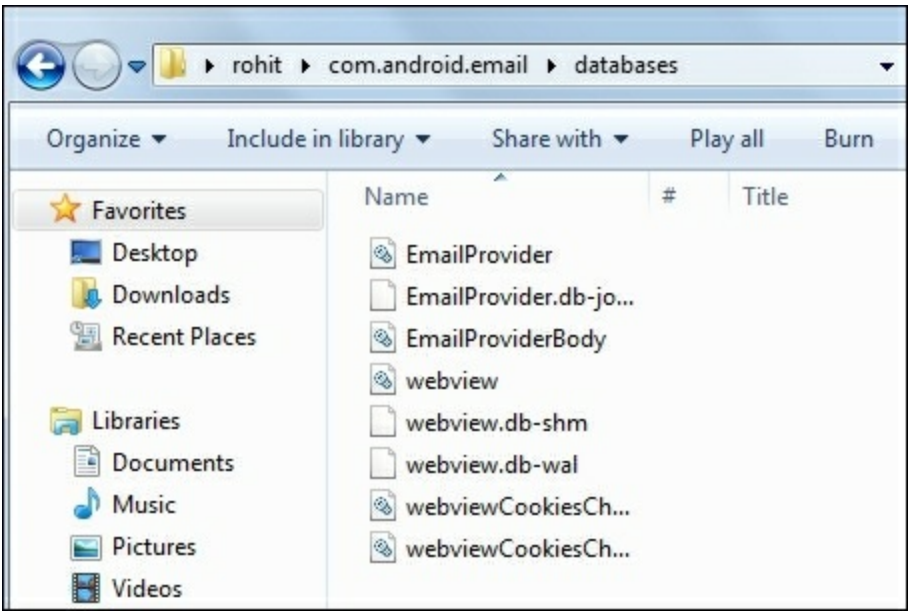 rohit com.android.email databases
Organize Include in library Share with Play all Burn
Favorites
Desktop
Downloads
Recent Places
Libraries
Documents
Music
Pictures
Videos
Name # Title
EmailProvider
EmailProvider.db-jo...
EmailProviderBody
webview
webview.db-shm
webview.db-wal
webviewCookiesCh...
webviewCookiesCh...